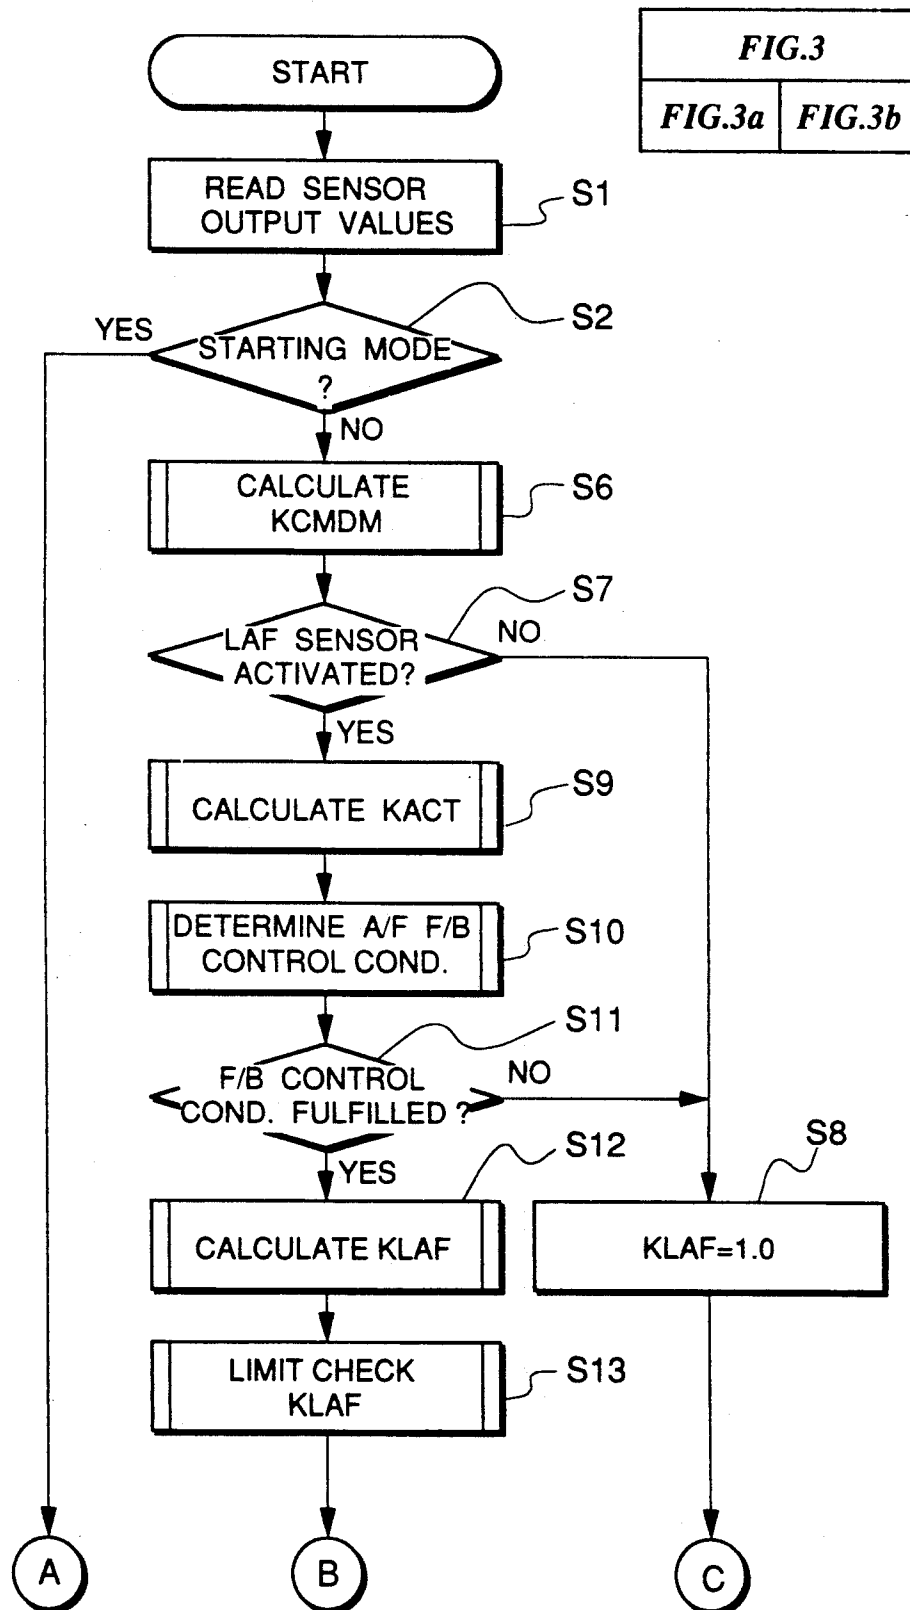 FIG.3
FIG.3a FIG.3b
START
READ SENSOR
OUTPUT VALUES
S1
YES
STARTING MODE
?
S2
NO
CALCULATE
KCMDM
S6
LAF SENSOR
ACTIVATED?
S7
NO
YES
CALCULATE KACT
S9
DETERMINE A/F F/B
CONTROL COND.
S10
F/B CONTROL
COND. FULFILLED ?
S11
NO
YES
CALCULATE KLAF
S12
KLAF=1.0
S8
LIMIT CHECK
KLAF
S13
A
B
C